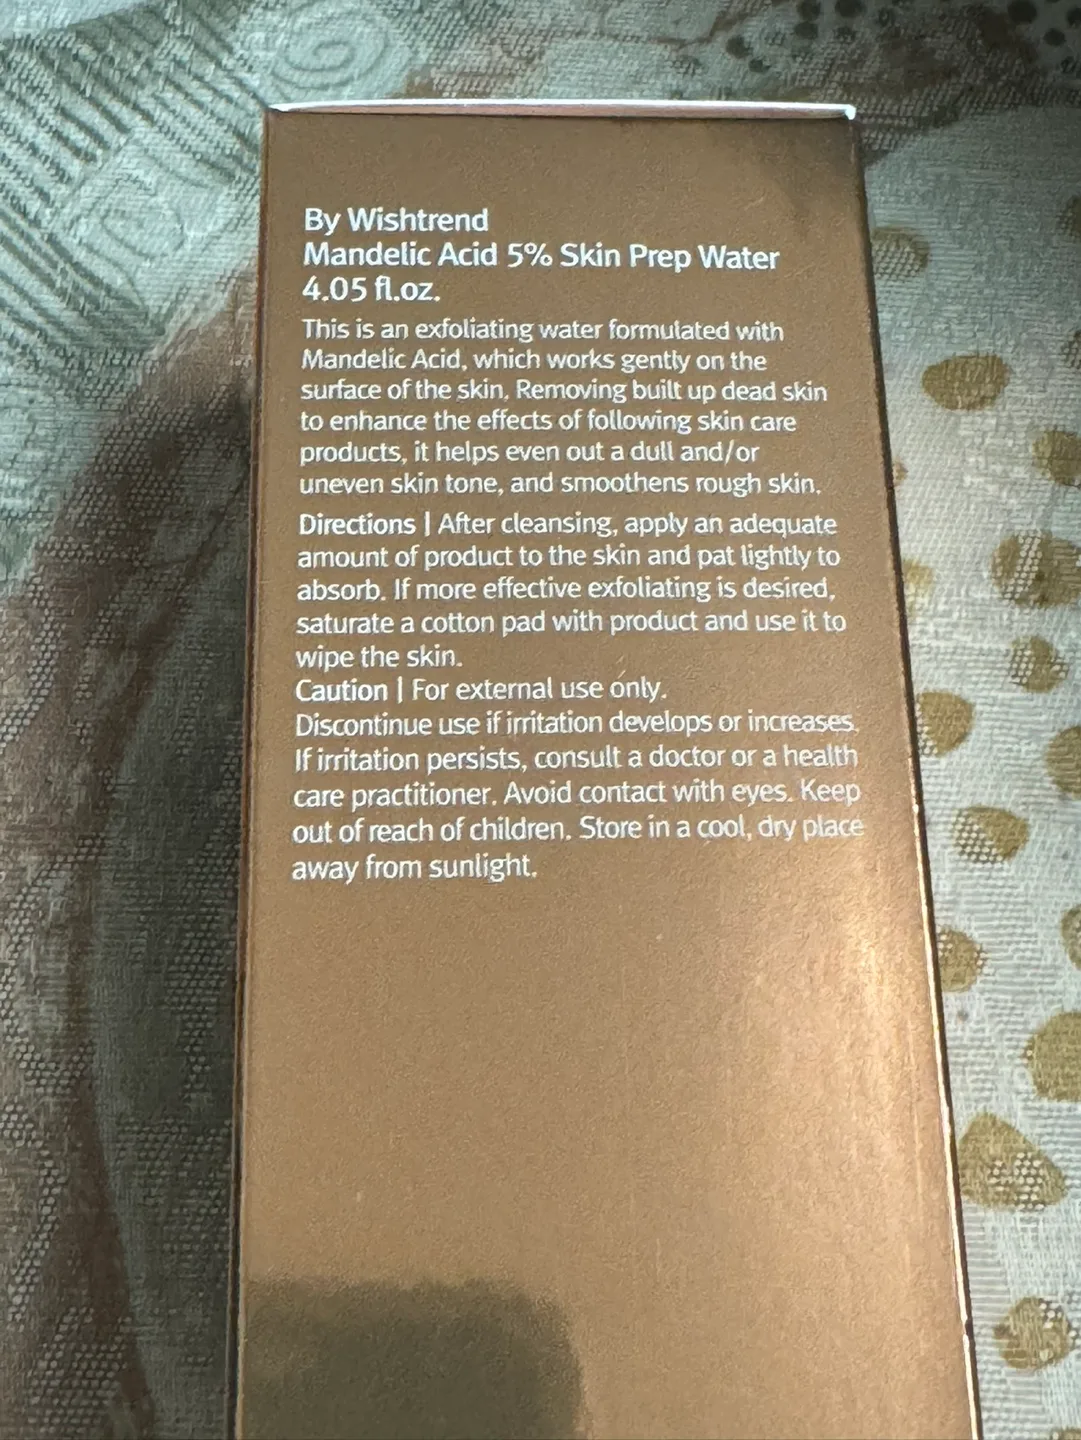 By Wishtrend
Mandelic Acid 5% Skin Prep Water
4.05 fl.oz.
This is an exfoliating water formulated with
Mandelic Acid, which works gently on the
surface of the skin. Removing built up dead skin
to enhance the effects of following skin care
products, it helps even out a dull and/or
uneven skin tone, and smoothens rough skin.
Directions | After cleansing, apply an adequate
amount of product to the skin and pat lightly to
absorb. If more effective exfoliating is desired,
saturate a cotton pad with product and use it to
wipe the skin.
Caution | For external use only.
Discontinue use if irritation develops or increases.
If irritation persists, consult a doctor or a health
care practitioner. Avoid contact with eyes. Keep
out of reach of children. Store in a cool, dry place
away from sunlight.